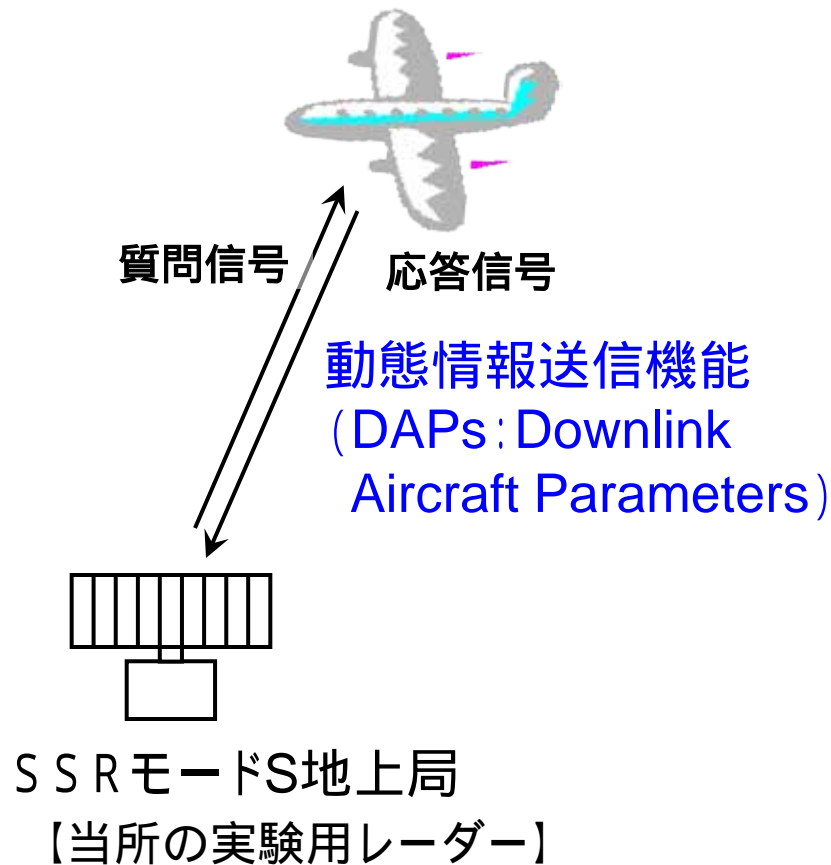 質問信号
応答信号
動態情報送信機能
（DAPs：Downlink
Aircraft Parameters）
ＳＳＲモードS地上局
【当所の実験用レーダー】